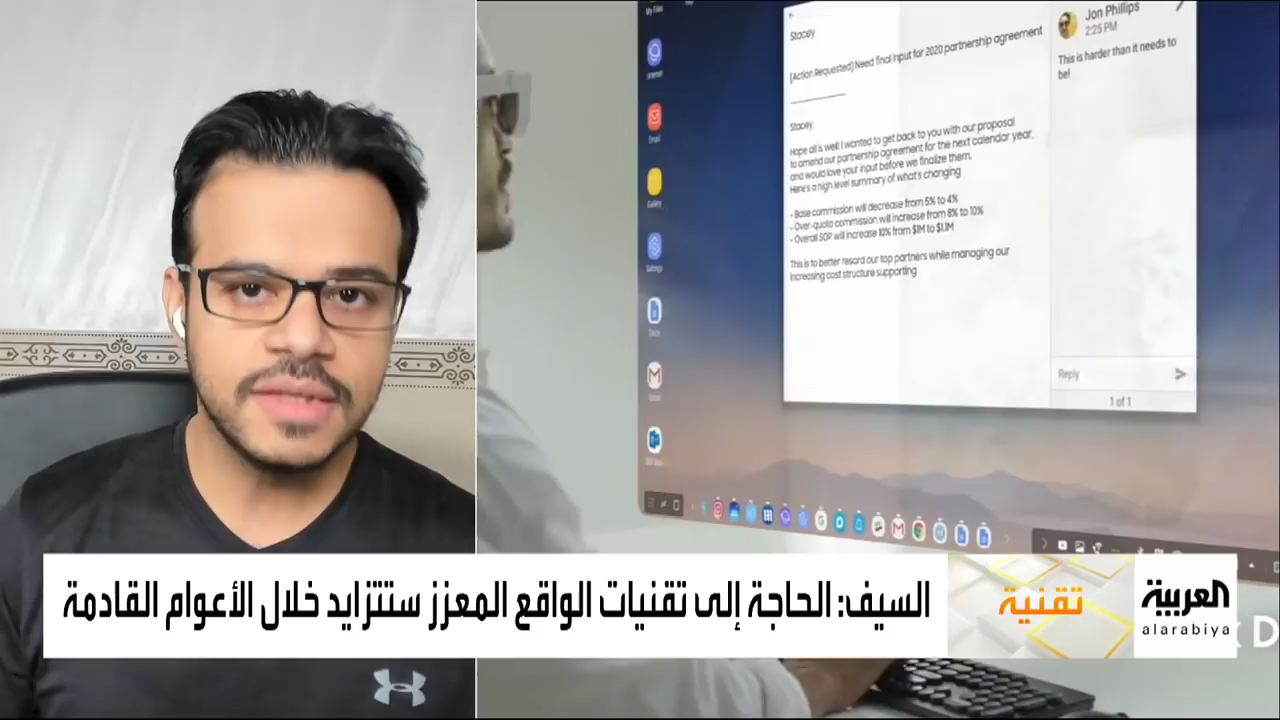 My Files
Internet
Email
Gallery
Settings
Gmail
Stacey
[Action Requested] Need final input for 2020 partnership agreement
Stacey,
Hope all is well! I wanted to get back to you with our proposal
to amend our partnership agreement for the next calendar year,
and would love your input before we finalize them.
Here's a high level summary of what's changing
- Base commission will decrease from 5% to 4%
- Over-quota commission will increase from 8% to 10%
- Overall SOP will increase 10% from $1M to $1.1M
This is to better resard our top partners while managing our
increasing cost structure supporting
Jon Phillips
2:25 PM
This is harder than it needs to
be!
Reply
1 of 1
السيف: الحاجة إلى تقنيات الواقع المعزز ستتزايد خلال الأعوام القادمة
تقنية
العربية
alarabiya